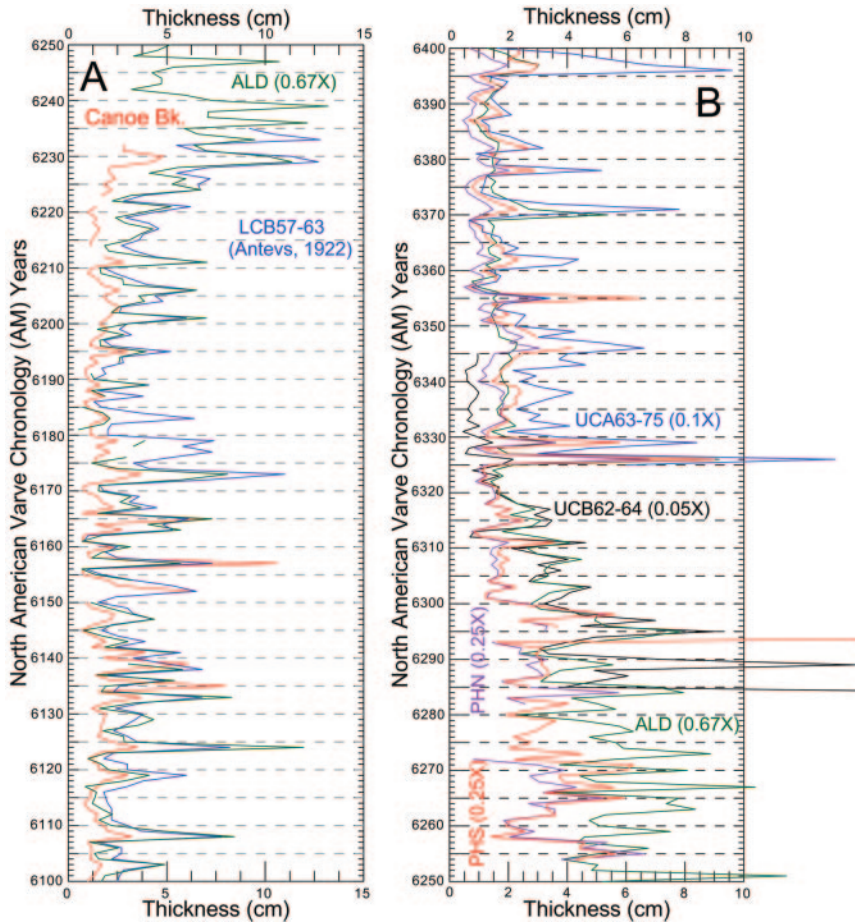 Thickness (cm)
0 5 10 15
A
ALD (0.67X)
Canoe Bk.
LCB57-63
(Antevs, 1922)
North American Varve Chronology (AM) Years
6250
6240
6230
6220
6210
6200
6190
6180
6170
6160
6150
6140
6130
6120
6110
6100
0 5 10 15
Thickness (cm)
Thickness (cm)
0 2 4 6 8 10
B
UCA63-75 (0.1X)
UCB62-64 (0.05X)
PHN (0.25X)
ALD (0.67X)
PHS (0.25X)
North American Varve Chronology (AM) Years
6400
6390
6380
6370
6360
6350
6340
6330
6320
6310
6300
6290
6280
6270
6260
6250
0 2 4 6 8 10
Thickness (cm)